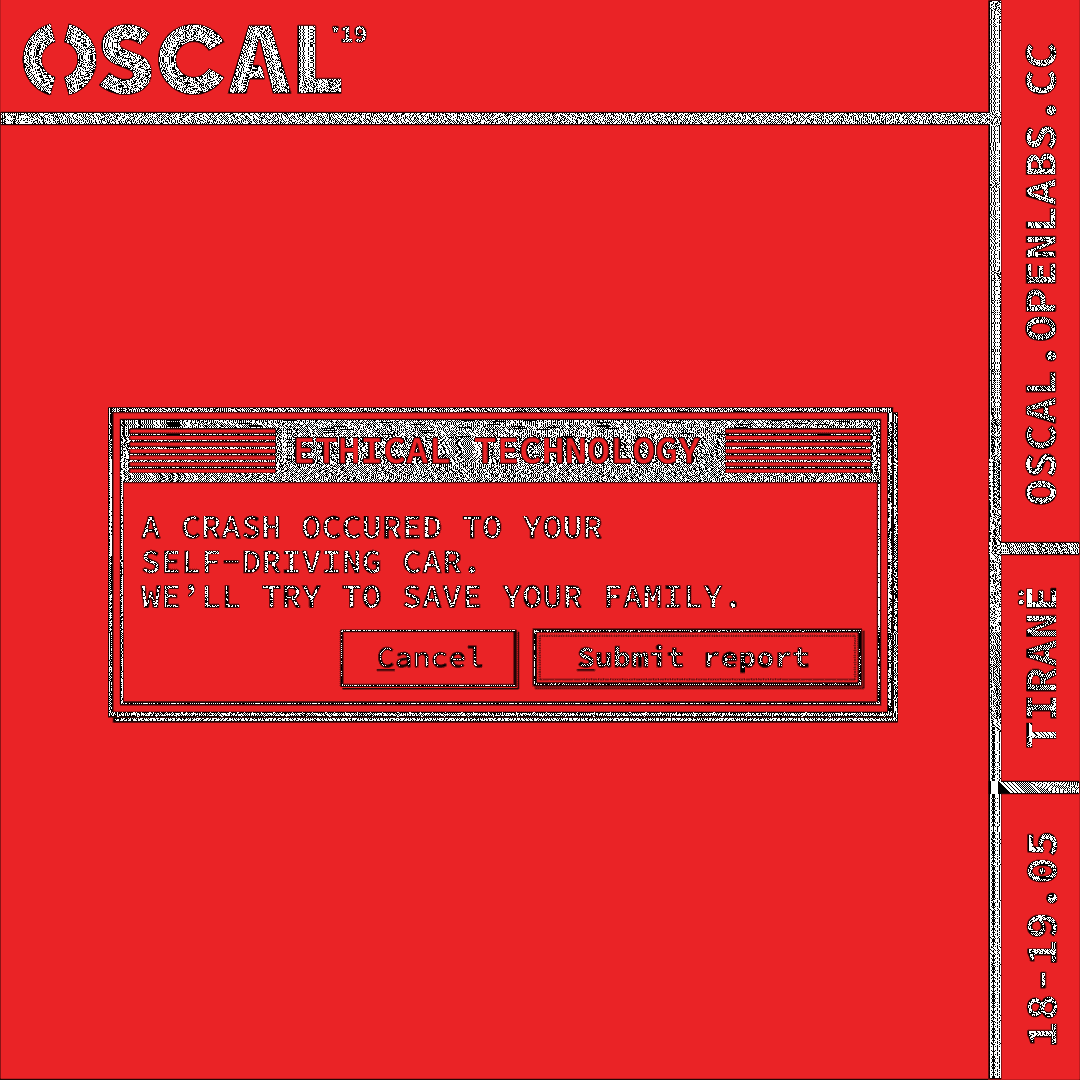 OSCAL '19
ETHICAL TECHNOLOGY
A CRASH OCCURED TO YOUR
SELF-DRIVING CAR.
WE'LL TRY TO SAVE YOUR FAMILY.
Cancel
Submit report
OSCAL.OPENLABS.CC
TIRANË
18-19.05